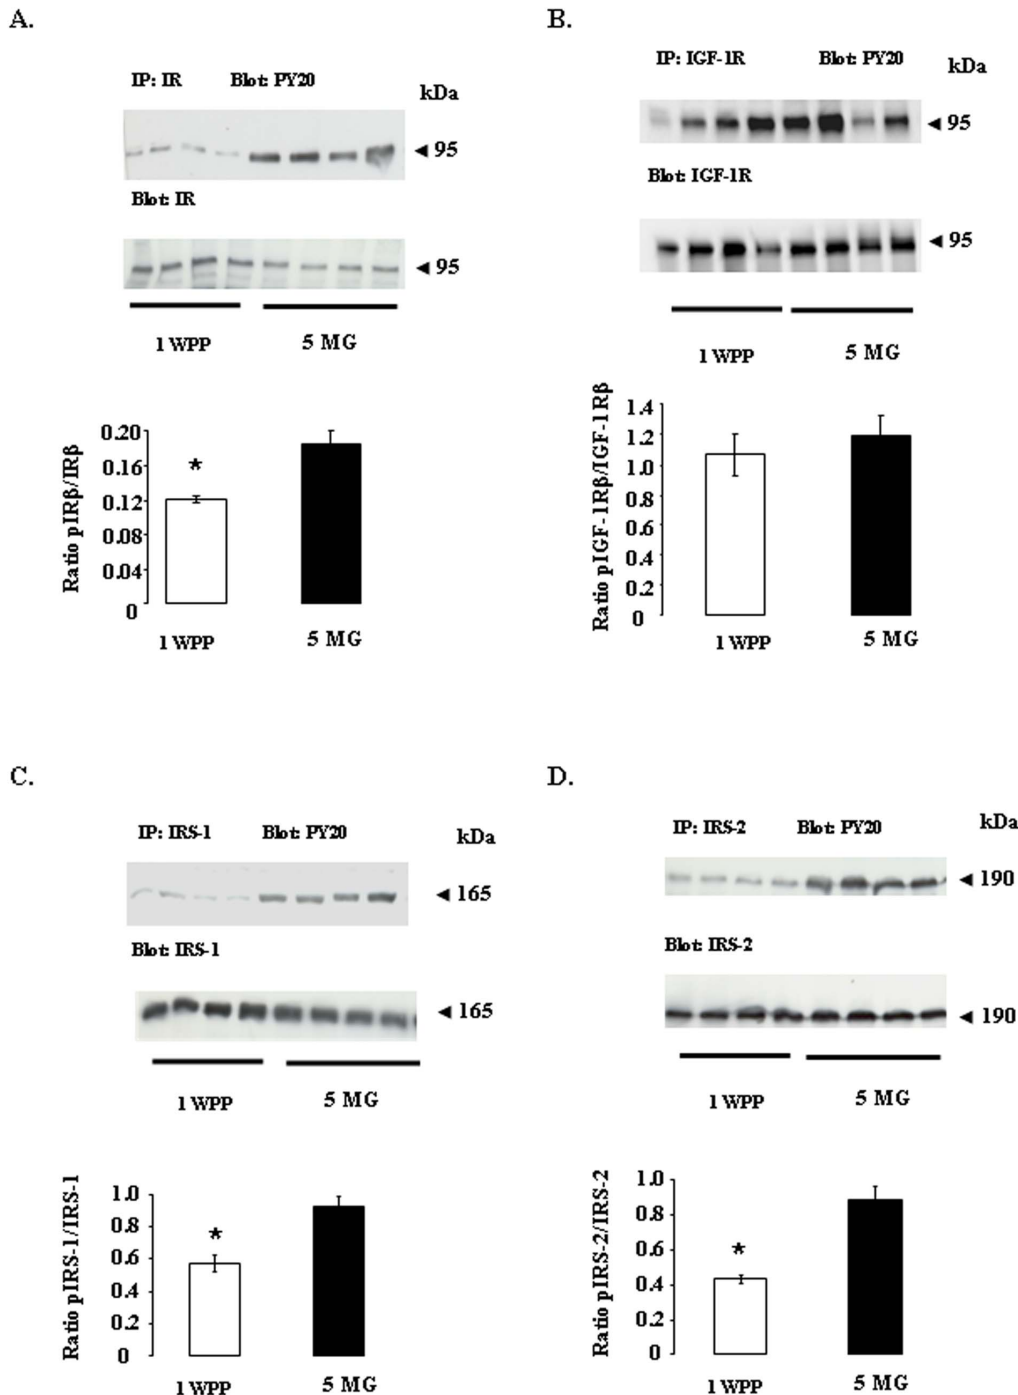 A.
IP: IR Blot: PY20
kDa
95
Blot: IR
95
1 WPP 5 MG
Ratio pIRβ/IRβ
0.20
0.16
*
0.12
0.08
0.04
0
1 WPP 5 MG
B.
IP: IGF-1R Blot: PY20
kDa
95
Blot: IGF-1R
95
1 WPP 5 MG
Ratio pIGF-1Rβ/IGF-1Rβ
1.4
1.2
1.0
0.8
0.6
0.4
0.2
0
1 WPP 5 MG
C.
IP: IRS-1 Blot: PY20
kDa
165
Blot: IRS-1
165
1 WPP 5 MG
Ratio pIRS-1/IRS-1
1.0
0.8
*
0.6
0.4
0.2
0
1 WPP 5 MG
D.
IP: IRS-2 Blot: PY20
kDa
190
Blot: IRS-2
190
1 WPP 5 MG
Ratio pIRS-2/IRS-2
1.0
0.8
0.6
*
0.4
0.2
0
1 WPP 5 MG